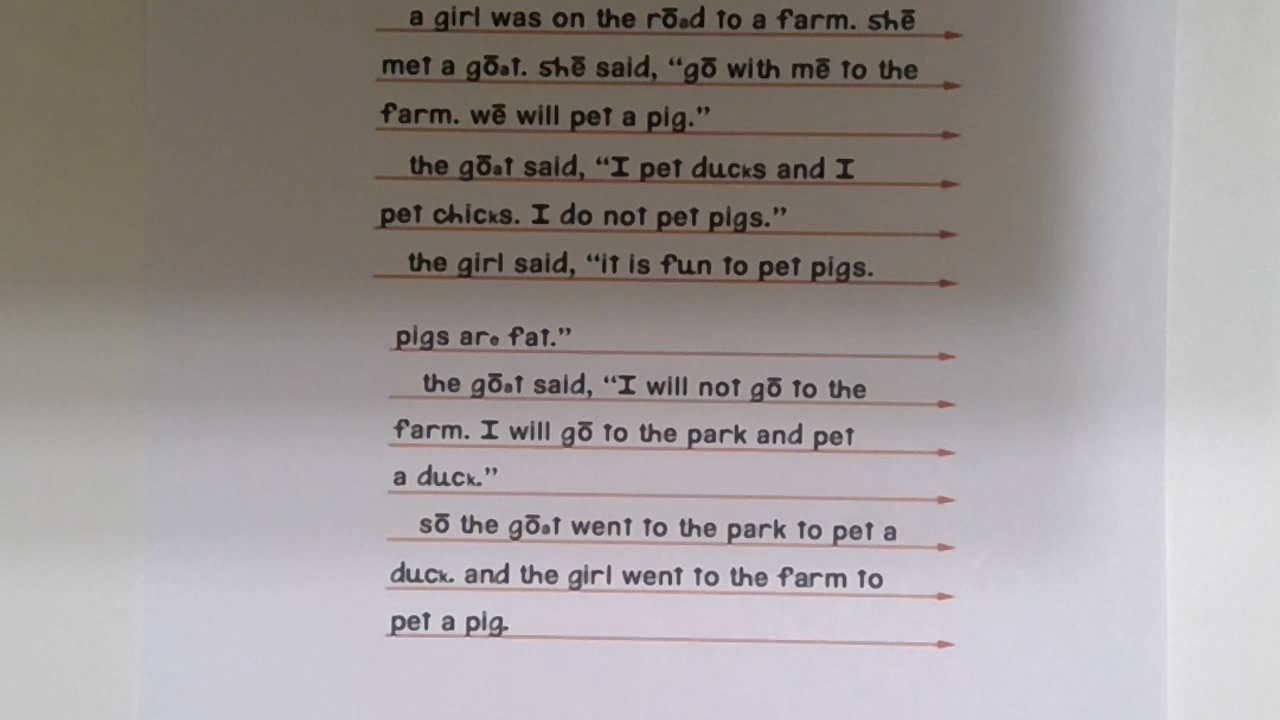 a girl was on the rōad to a farm. shē
met a gōat. shē said, “gō with mē to the
farm. wē will pet a pig.”
the gōat said, “I pet ducks and I
pet chicks. I do not pet pigs.”
the girl said, “it is fun to pet pigs.
pigs are fat.”
the gōat said, “I will not gō to the
farm. I will gō to the park and pet
a duck.”
sō the gōat went to the park to pet a
duck. and the girl went to the farm to
pet a pig.